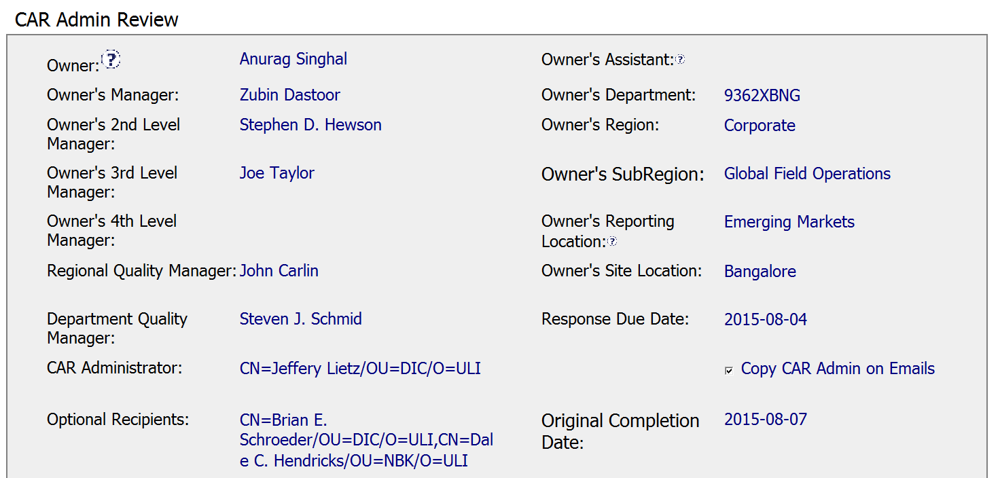 CAR Admin Review
Owner: ? Anurag Singhal Owner's Assistant: ?
Owner's Manager: Zubin Dastoor Owner's Department: 9362XBNG
Owner's 2nd Level Stephen D. Hewson Owner's Region: Corporate
Manager:
Owner's 3rd Level Joe Taylor Owner's SubRegion: Global Field Operations
Manager:
Owner's 4th Level Owner's Reporting Emerging Markets
Manager: Location: ?
Regional Quality Manager: John Carlin Owner's Site Location: Bangalore
Department Quality Steven J. Schmid Response Due Date: 2015-08-04
Manager:
CAR Administrator: CN=Jeffery Lietz/OU=DIC/O=ULI Copy CAR Admin on Emails
Optional Recipients: CN=Brian E. Original Completion 2015-08-07
Schroeder/OU=DIC/O=ULI,CN=Dal Date:
e C. Hendricks/OU=NBK/O=ULI